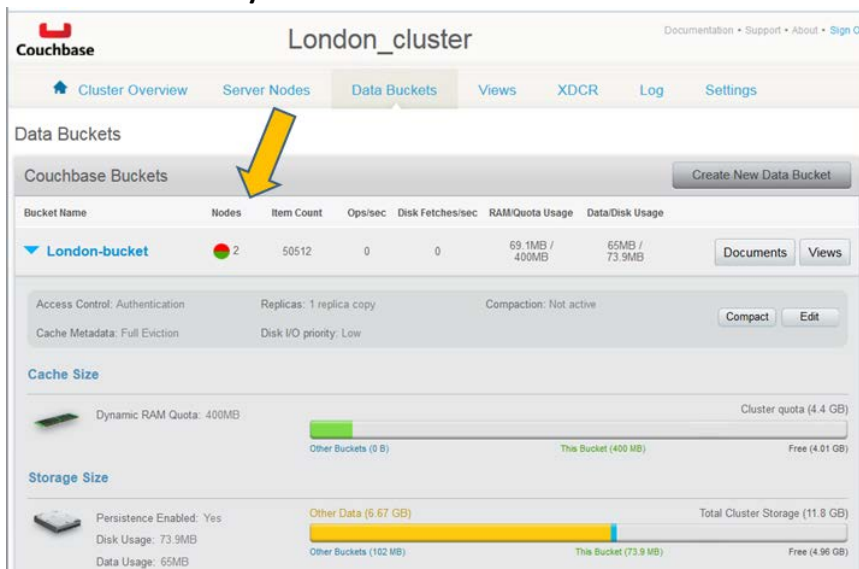 Couchbase
London_cluster
Documentation • Support • About • Sign O
Cluster Overview Server Nodes Data Buckets Views XDCR Log Settings
Data Buckets
Couchbase Buckets Create New Data Bucket
Bucket Name Nodes Item Count Ops/sec Disk Fetches/sec RAM/Quota Usage Data/Disk Usage
London-bucket 2 50512 0 0 69.1MB / 400MB 65MB / 73.9MB Documents Views
Access Control: Authentication Replicas: 1 replica copy Compaction: Not active
Compact Edit
Cache Metadata: Full Eviction Disk I/O priority: Low
Cache Size
Cluster quota (4.4 GB)
Dynamic RAM Quota: 400MB
Other Buckets (0 B) This Bucket (400 MB) Free (4.01 GB)
Storage Size
Persistence Enabled: Yes Other Data (6.67 GB) Total Cluster Storage (11.8 GB)
Disk Usage: 73.9MB
Other Buckets (102 MB) This Bucket (73.9 MB) Free (4.96 GB)
Data Usage: 65MB